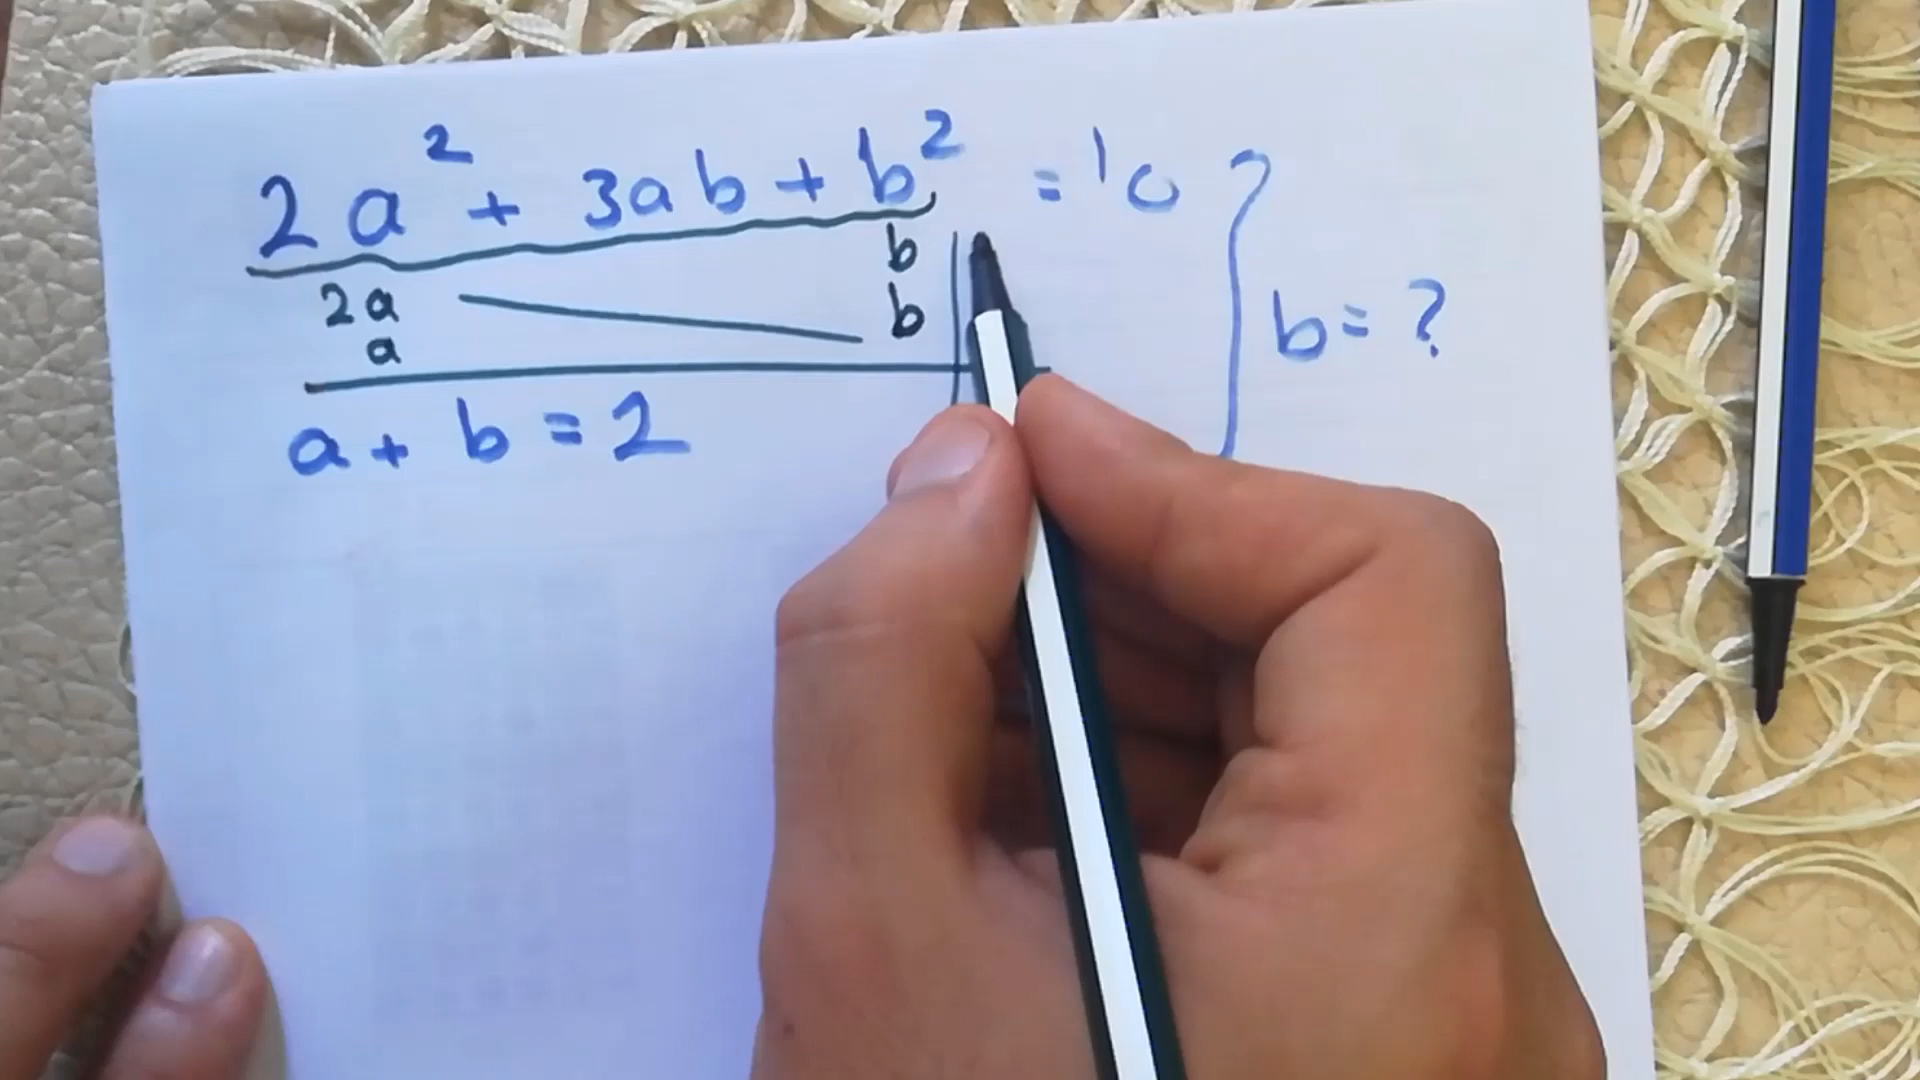 2a² + 3ab + b² = 10
2a b
a b
b = ?
a + b = 2